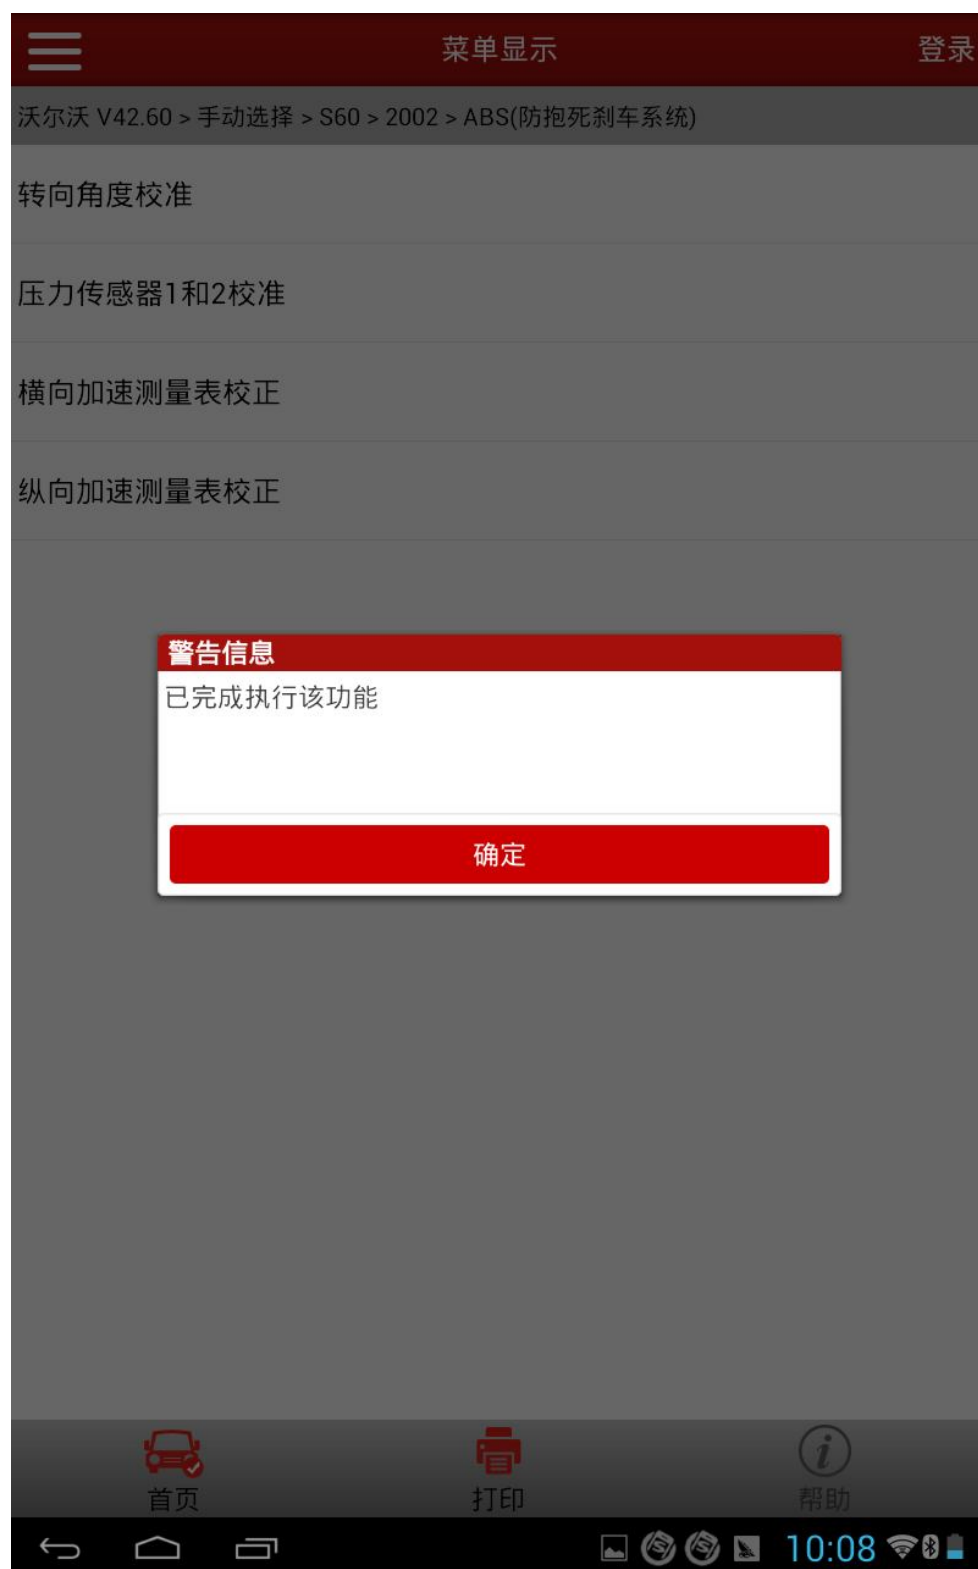 菜单显示
登录
沃尔沃 V42.60 > 手动选择 > S60 > 2002 > ABS(防抱死刹车系统)
转向角度校准
压力传感器1和2校准
横向加速测量表校正
纵向加速测量表校正
警告信息
已完成执行该功能
确定
首页
打印
帮助
10:08